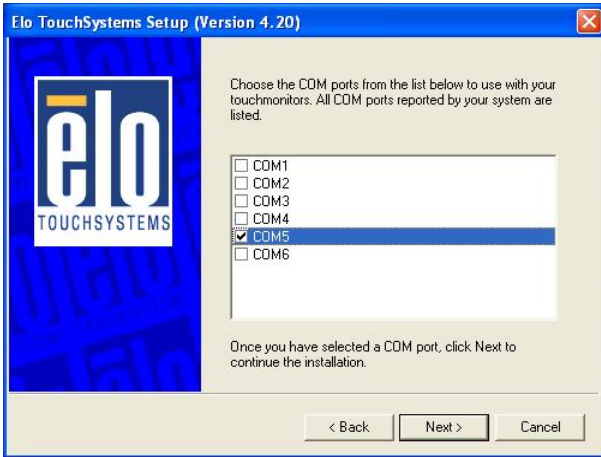 Elo TouchSystems Setup (Version 4.20)
Choose the COM ports from the list below to use with your
touchmonitors. All COM ports reported by your system are
listed.
ēlo
TOUCHSYSTEMS
COM1
COM2
COM3
COM4
COM5
COM6
Once you have selected a COM port, click Next to
continue the installation.
< Back
Next >
Cancel